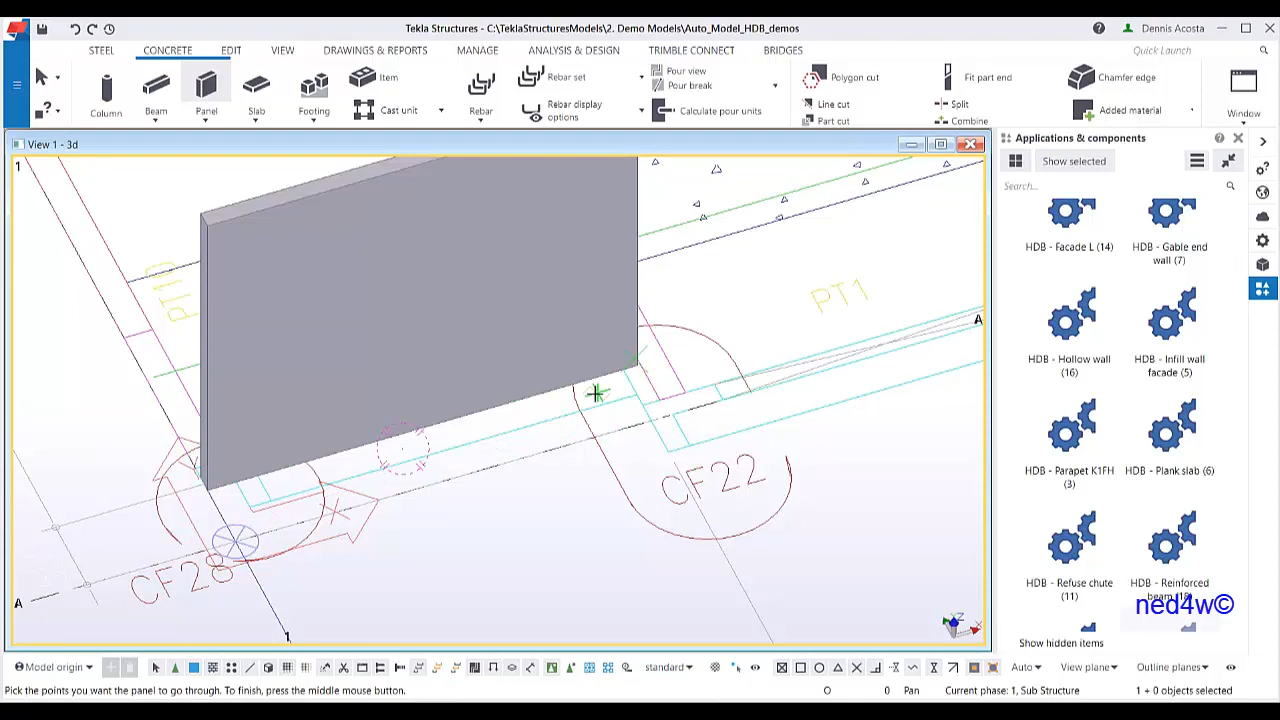 Tekla Structures - C:\TeklaStructuresModels\2. Demo Models\Auto_Model_HDB_demos
Dennis Acosta
STEEL CONCRETE EDIT VIEW DRAWINGS & REPORTS MANAGE ANALYSIS & DESIGN TRIMBLE CONNECT BRIDGES Quick Launch
Column
Beam
Panel
Slab
Footing
Item
Cast unit
Rebar
Rebar set
Rebar display
options
Pour view
Pour break
Calculate pour units
Polygon cut
Line cut
Part cut
Fit part end
Split
Combine
Chamfer edge
Added material
Window
View 1 - 3d
1
PT10
PT1
A
CF22
X
CF28
A
1
Z
Applications & components
Show selected
Search...
HDB - Facade L (14)
HDB - Gable end
wall (7)
HDB - Hollow wall
(16)
HDB - Infill wall
facade (5)
HDB - Parapet K1FH
(3)
HDB - Plank slab (6)
HDB - Refuse chute
(11)
HDB - Reinforced
beam
ned4w©
Show hidden items
Model origin
standard
Auto
View plane
Outline planes
Pick the points you want the panel to go through. To finish, press the middle mouse button.
O
0
Pan
Current phase: 1, Sub Structure
1 + 0 objects selected